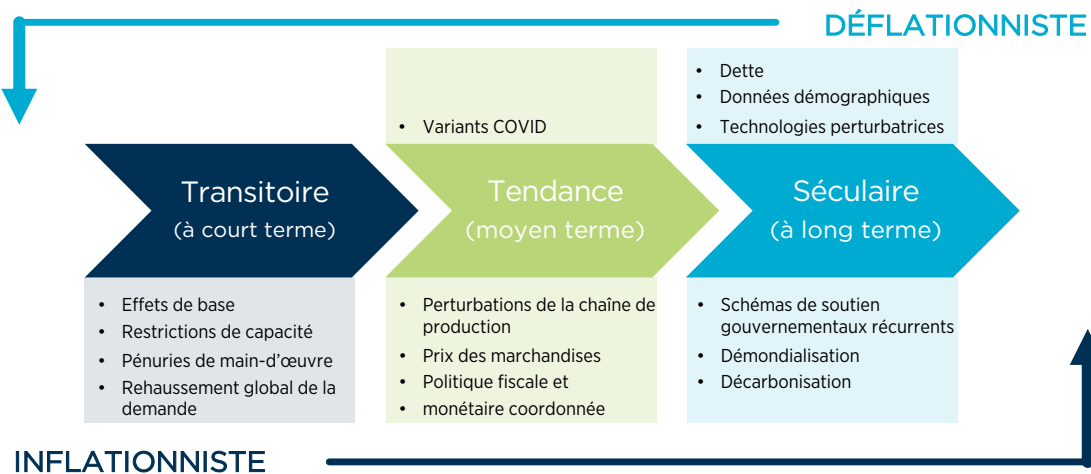 DÉFLATIONNISTE
• Variants COVID
• Dette
• Données démographiques
• Technologies perturbatrices
Transitoire
(à court terme)
Tendance
(moyen terme)
Séculaire
(à long terme)
• Effets de base
• Restrictions de capacité
• Pénuries de main-d’œuvre
• Rehaussement global de la
demande
• Perturbations de la chaîne de
production
• Prix des marchandises
• Politique fiscale et
• monétaire coordonnée
• Schémas de soutien
gouvernementaux récurrents
• Démondialisation
• Décarbonisation
INFLATIONNISTE